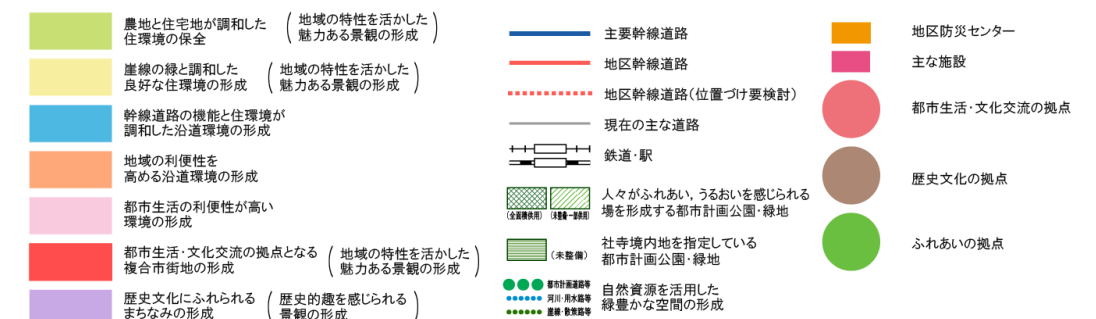 農地と住宅地が調和した
住環境の保全
(地域の特性を活かした
魅力ある景観の形成)
崖線の緑と調和した
良好な住環境の形成
(地域の特性を活かした
魅力ある景観の形成)
幹線道路の機能と住環境が
調和した沿道環境の形成
地域の利便性を
高める沿道環境の形成
都市生活の利便性が高い
環境の形成
都市生活・文化交流の拠点となる
複合市街地の形成
(地域の特性を活かした
魅力ある景観の形成)
歴史文化にふれられる
まちなみの形成
(歴史的趣を感じられる
景観の形成)
主要幹線道路
地区幹線道路
地区幹線道路(位置づけ要検討)
現在の主な道路
鉄道・駅
(全面積供用)
(未整備・一部供用)
人々がふれあい,うるおいを感じられる
場を形成する都市計画公園・緑地
(未整備)
社寺境内地を指定している
都市計画公園・緑地
都市計画道路等
河川・用水路等
崖線・散策路等
自然資源を活用した
緑豊かな空間の形成
地区防災センター
主な施設
都市生活・文化交流の拠点
歴史文化の拠点
ふれあいの拠点